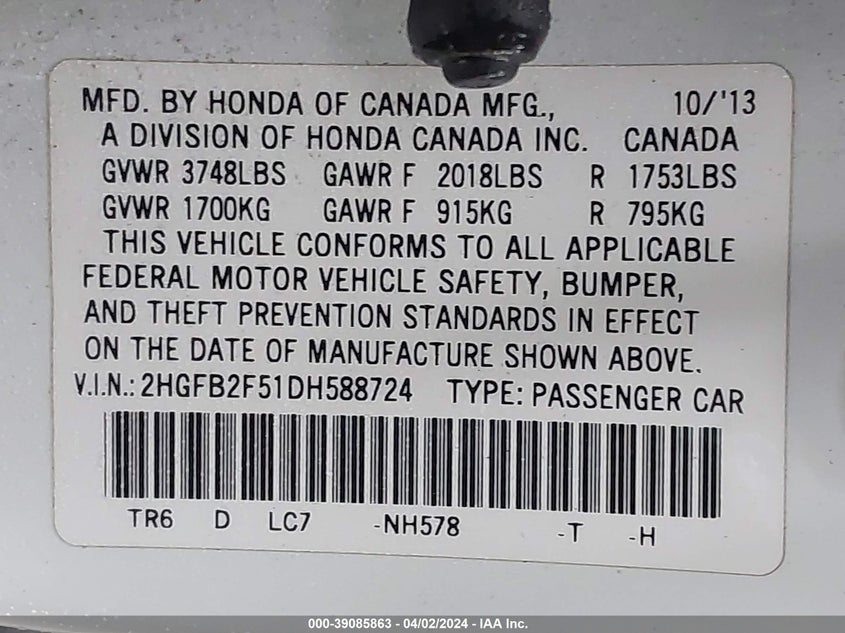 MFD. BY HONDA OF CANADA MFG., 10/'13
A DIVISION OF HONDA CANADA INC. CANADA
GVWR 3748LBS GAWR F 2018LBS R 1753LBS
GVWR 1700KG GAWR F 915KG R 795KG
THIS VEHICLE CONFORMS TO ALL APPLICABLE
FEDERAL MOTOR VEHICLE SAFETY, BUMPER,
AND THEFT PREVENTION STANDARDS IN EFFECT
ON THE DATE OF MANUFACTURE SHOWN ABOVE.
V.I.N.: 2HGFB2F51DH588724 TYPE: PASSENGER CAR
TR6 D LC7 -NH578 -T -H
000-39085863 - 04/02/2024 - IAA Inc.